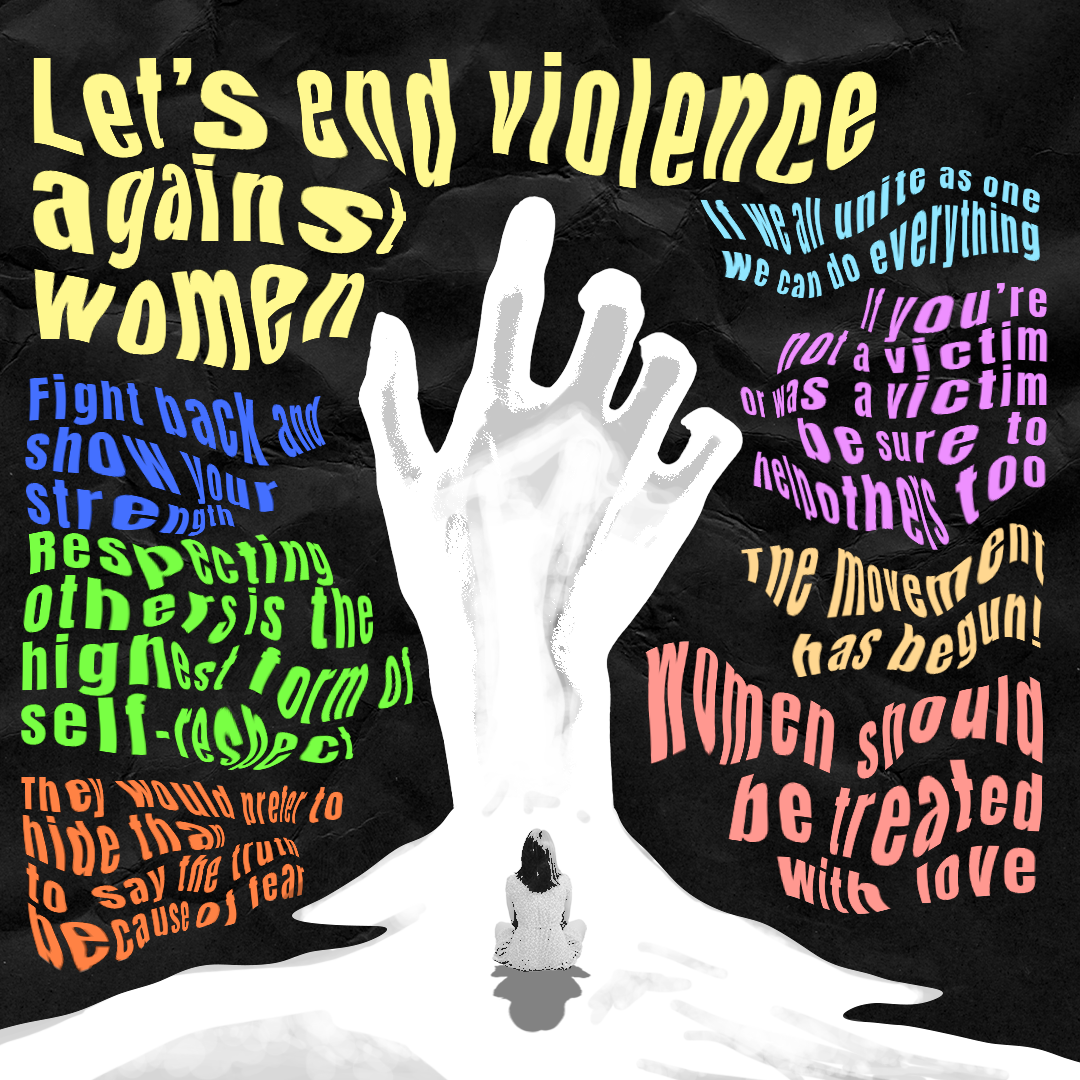 Let's end violence
against
women
Fight back and
show your
strength
Respecting
others is the
highest form of
self-respect
They would prefer to
hide than
to say the truth
because of fear
If we all unite as one
we can do everything
If you're
not a victim
or was a victim
be sure to
help others too
The movement
has begun!
Women should
be treated
with love